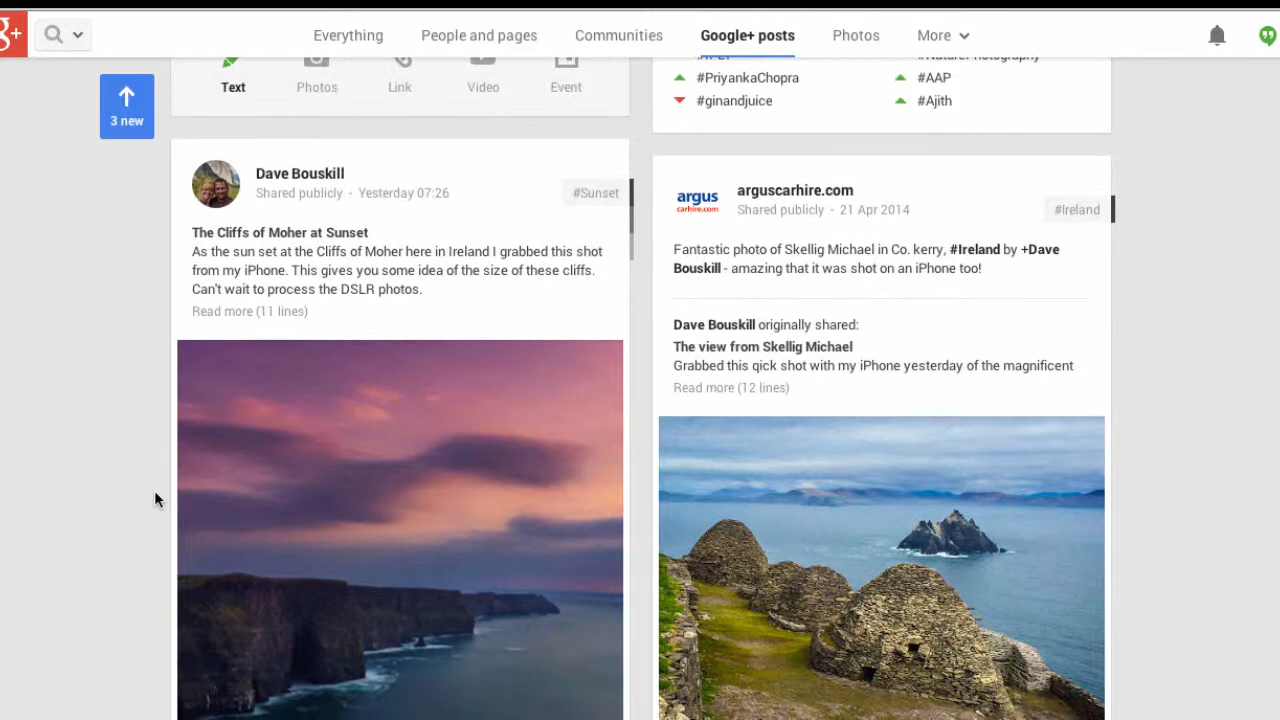 g+
Everything People and pages Communities Google+ posts Photos More
Text Photos Link Video Event
#PriyankaChopra #AAP
#ginandjuice #Ajith
3 new
Dave Bouskill
Shared publicly - Yesterday 07:26
#Sunset
The Cliffs of Moher at Sunset
As the sun set at the Cliffs of Moher here in Ireland I grabbed this shot
from my iPhone. This gives you some idea of the size of these cliffs.
Can't wait to process the DSLR photos.
Read more (11 lines)
argus
carhire.com
arguscarhire.com
Shared publicly - 21 Apr 2014
#Ireland
Fantastic photo of Skellig Michael in Co. kerry, #Ireland by +Dave
Bouskill - amazing that it was shot on an iPhone too!
Dave Bouskill originally shared:
The view from Skellig Michael
Grabbed this qick shot with my iPhone yesterday of the magnificent
Read more (12 lines)